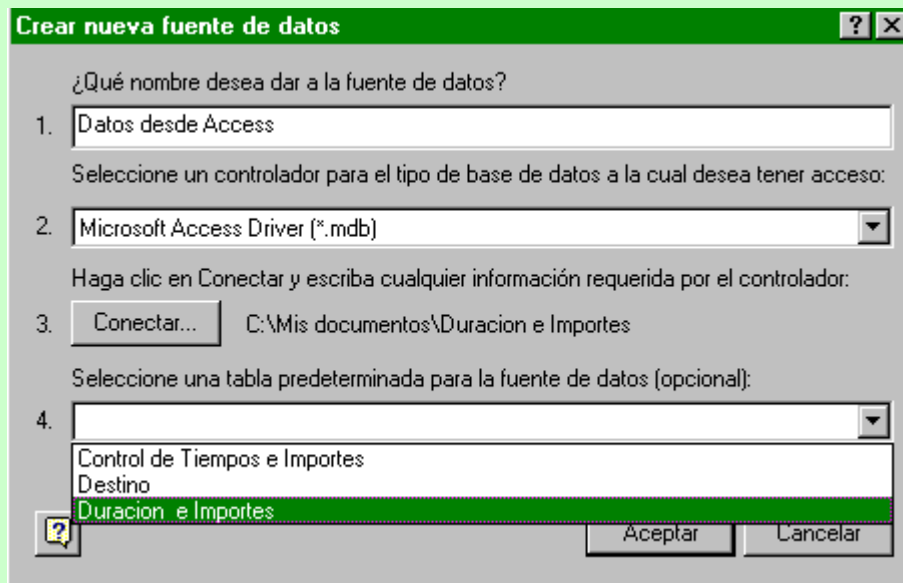 Crear nueva fuente de datos
¿Qué nombre desea dar a la fuente de datos?
1. Datos desde Access
Seleccione un controlador para el tipo de base de datos a la cual desea tener acceso:
2. Microsoft Access Driver (*.mdb)
Haga clic en Conectar y escriba cualquier información requerida por el controlador:
3. Conectar... C:\Mis documentos\Duracion e Importes
Seleccione una tabla predeterminada para la fuente de datos (opcional):
4.
Control de Tiempos e Importes
Destino
Duracion  e Importes
Aceptar Cancelar